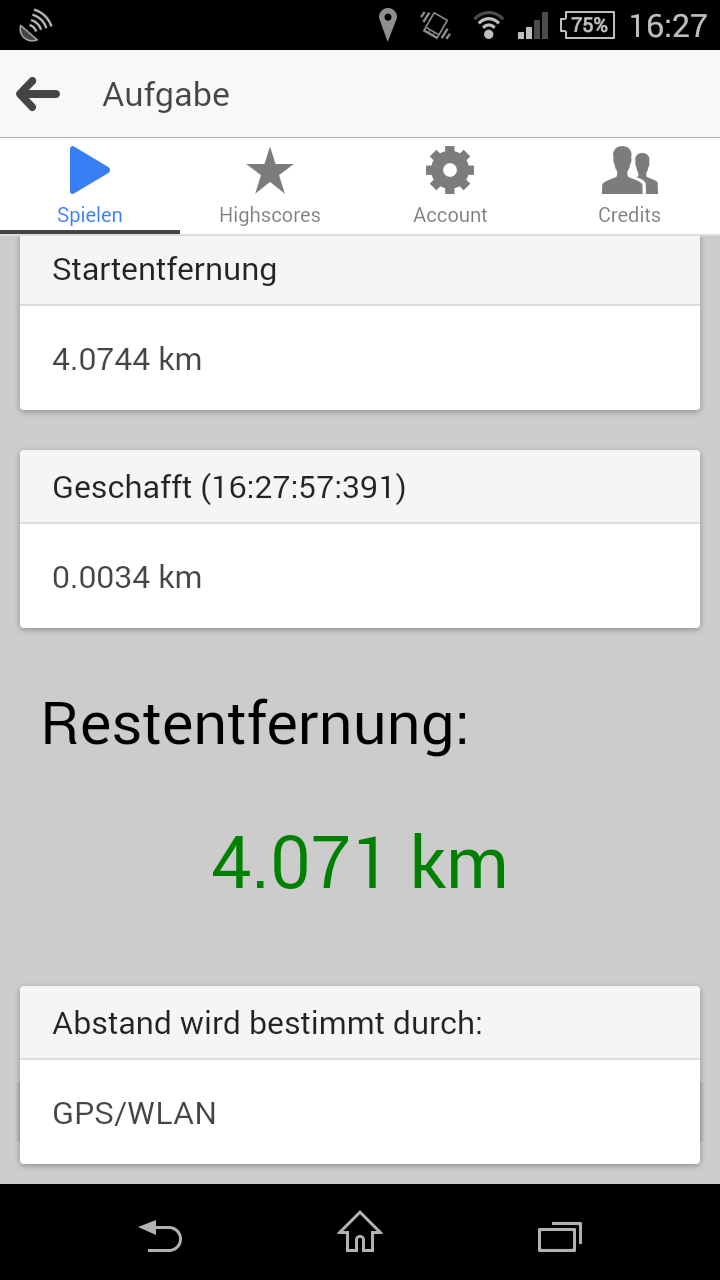 75% 16:27
Aufgabe
Spielen Highscores Account Credits
Startentfernung
4.0744 km
Geschafft (16:27:57:391)
0.0034 km
Restentfernung:
4.071 km
Abstand wird bestimmt durch:
GPS/WLAN